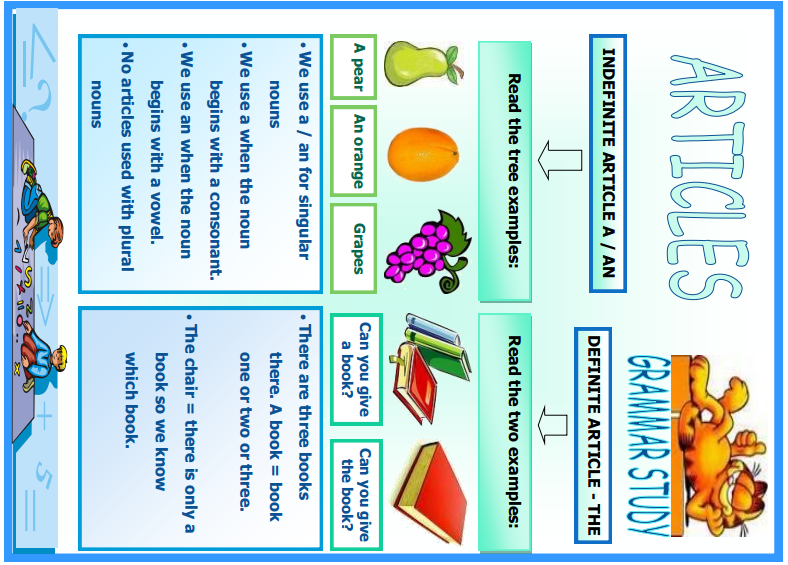 ARTICLES
GRAMMAR STUDY
INDEFINITE ARTICLE A / AN
Read the tree examples:
A pear
An orange
Grapes
• We use a / an for singular
nouns
• We use a when the noun
begins with a consonant.
• We use an when the noun
begins with a vowel.
• No articles used with plural
nouns
DEFINITE ARTICLE - THE
Read the two examples:
Can you give
a book?
Can you give
the book?
• There are three books
there. A book = book
one or two or three.
• The chair = there is only a
book so we know
which book.